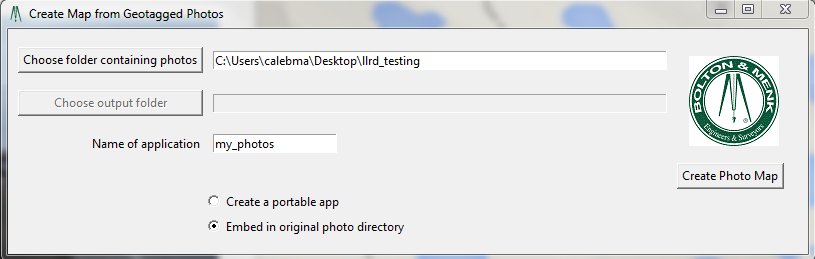 Create Map from Geotagged Photos
Choose folder containing photos
C:\Users\calebma\Desktop\llrd_testing
Choose output folder
Name of application
my_photos
Create a portable app
Embed in original photo directory
BOLTON & MENK
Engineers & Surveyors
®
Create Photo Map